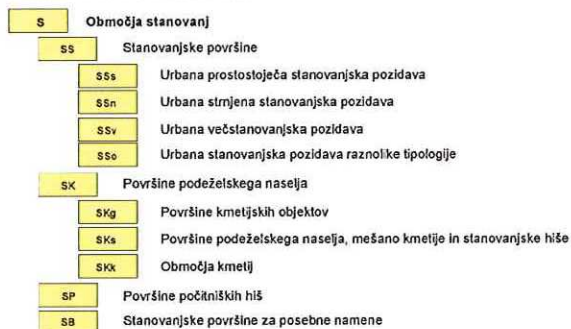 S Območja stanovanj
SS Stanovanjske površine
SSs Urbana prostostoječa stanovanjska pozidava
SSn Urbana strnjena stanovanjska pozidava
SSv Urbana večstanovanjska pozidava
SSo Urbana stanovanjska pozidava raznolike tipologije
SK Površine podeželskega naselja
SKg Površine kmetijskih objektov
SKs Površine podeželskega naselja, mešano kmetije in stanovanjske hiše
SKk Območja kmetij
SP Površine počitniških hiš
SB Stanovanjske površine za posebne namene